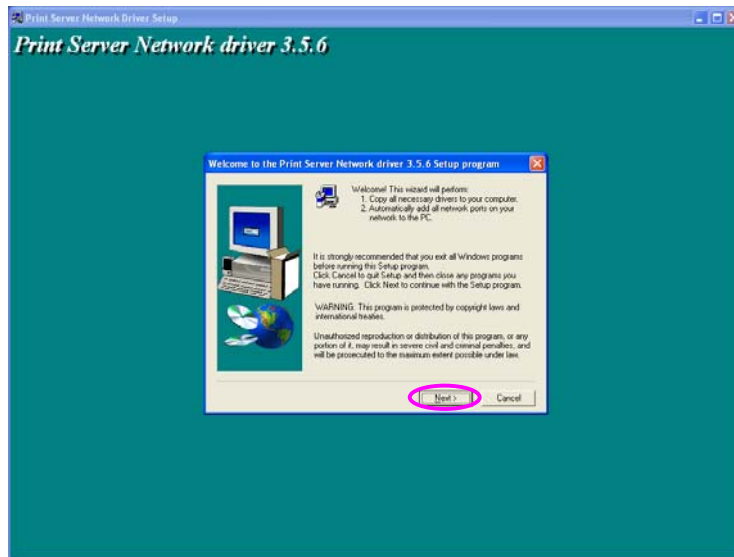 Print Server Network Driver Setup
Print Server Network driver 3.5.6
Welcome to the Print Server Network driver 3.5.6 Setup program
Welcome! This wizard will perform:
1. Copy all necessary drivers to your computer.
2. Automatically add all network ports on your
network to the PC.
It is strongly recommended that you exit all Windows programs
before running this Setup program.
Click Cancel to quit Setup and then close any programs you
have running. Click Next to continue with the Setup program.
WARNING: This program is protected by copyright laws and
international treaties.
Unauthorized reproduction or distribution of this program, or any
portion of it, may result in severe civil and criminal penalties, and
will be prosecuted to the maximum extent possible under law.
Next >
Cancel